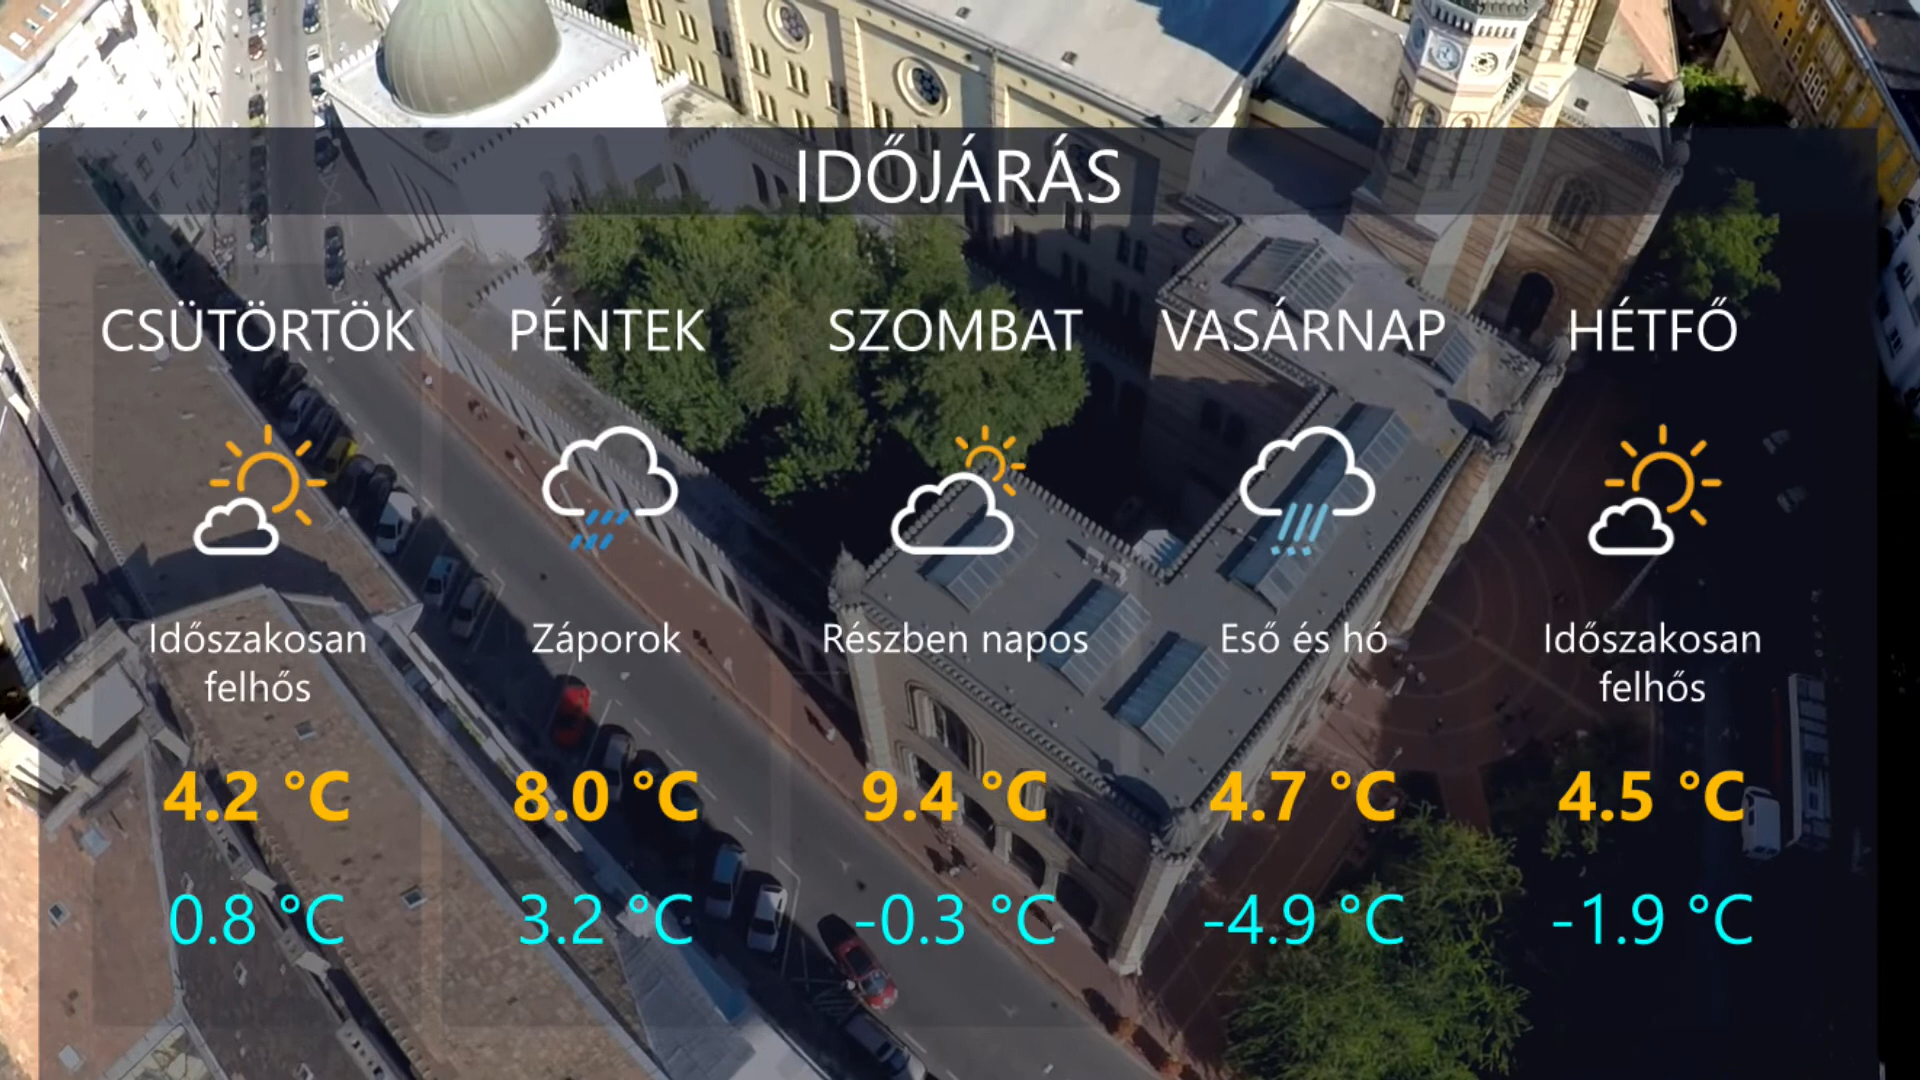 IDŐJÁRÁS
CSÜTÖRTÖK
Időszakosan
felhős
4.2 °C
0.8 °C
PÉNTEK
Záporok
8.0 °C
3.2 °C
SZOMBAT
Részben napos
9.4 °C
-0.3 °C
VASÁRNAP
Eső és hó
4.7 °C
-4.9 °C
HÉTFŐ
Időszakosan
felhős
4.5 °C
-1.9 °C